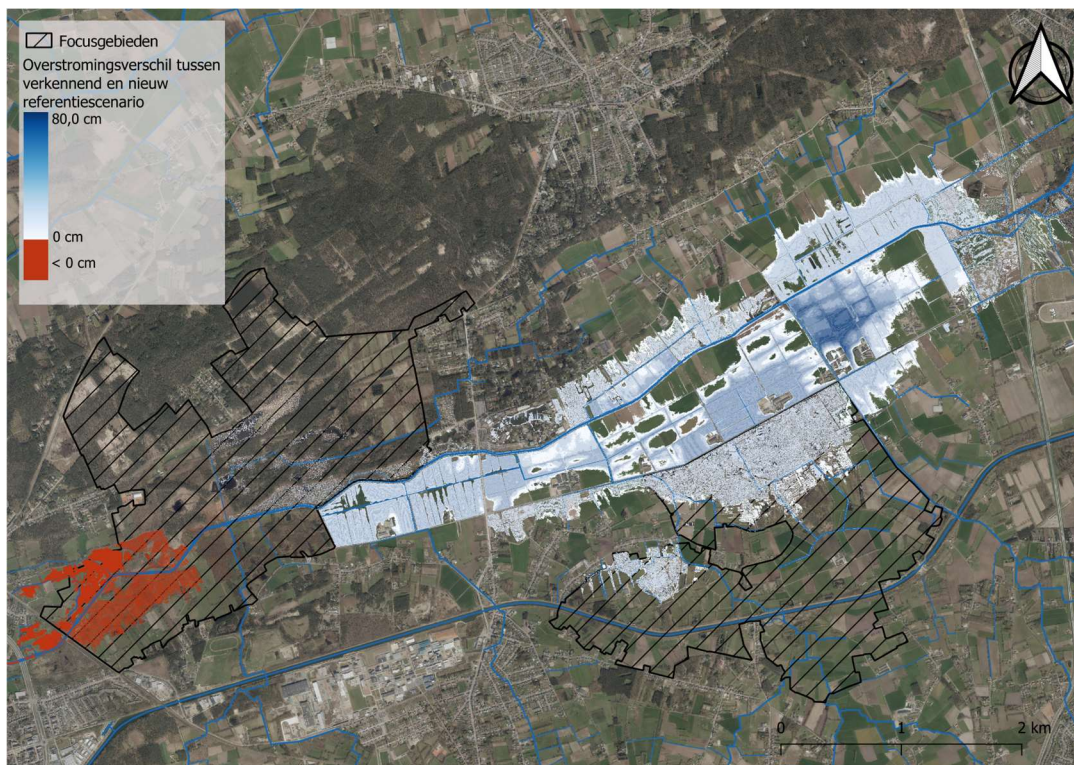 Focusgebieden
Overstromingsverschil tussen
verkennend en nieuw
referentiescenario
80,0 cm
0 cm
< 0 cm
0 1 2 km